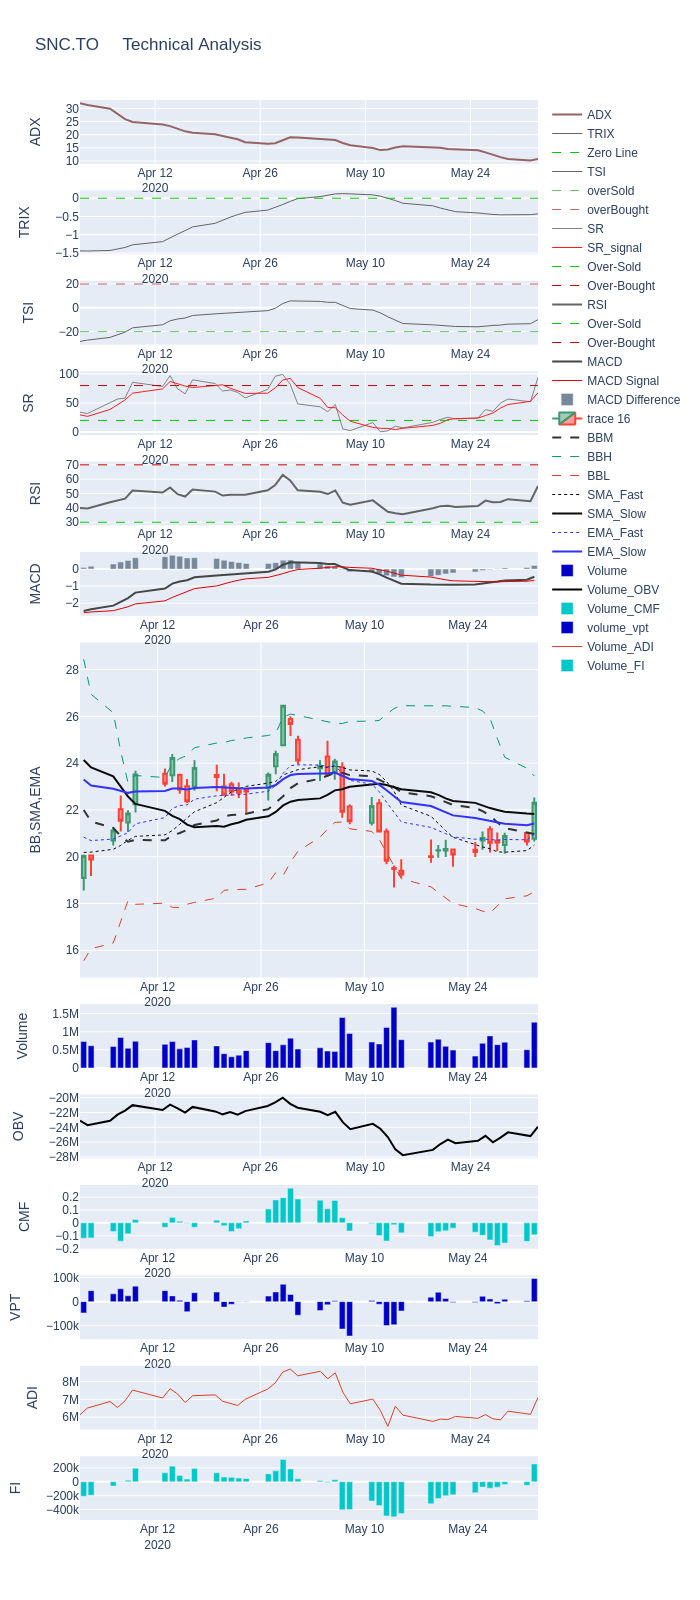 SNC.TO Technical Analysis
ADX
30
25
20
15
10
Apr 12
2020
Apr 26
May 10
May 24
TRIX
0
−0.5
−1
−1.5
Apr 12
2020
Apr 26
May 10
May 24
TSI
20
0
−20
Apr 12
2020
Apr 26
May 10
May 24
SR
100
50
0
Apr 12
2020
Apr 26
May 10
May 24
RSI
70
60
50
40
30
Apr 12
2020
Apr 26
May 10
May 24
MACD
0
−1
−2
Apr 12
2020
Apr 26
May 10
May 24
BB,SMA,EMA
28
26
24
22
20
18
16
Apr 12
2020
Apr 26
May 10
May 24
Volume
1.5M
1M
0.5M
0
Apr 12
2020
Apr 26
May 10
May 24
OBV
−20M
−22M
−24M
−26M
−28M
Apr 12
2020
Apr 26
May 10
May 24
CMF
0.2
0.1
0
−0.1
−0.2
Apr 12
2020
Apr 26
May 10
May 24
VPT
100k
0
−100k
Apr 12
2020
Apr 26
May 10
May 24
ADI
8M
7M
6M
Apr 12
2020
Apr 26
May 10
May 24
FI
200k
0
−200k
−400k
Apr 12
2020
Apr 26
May 10
May 24
ADX
TRIX
Zero Line
TSI
overSold
overBought
SR
SR_signal
Over-Sold
Over-Bought
RSI
Over-Sold
Over-Bought
MACD
MACD Signal
MACD Difference
trace 16
BBM
BBH
BBL
SMA_Fast
SMA_Slow
EMA_Fast
EMA_Slow
Volume
Volume_OBV
Volume_CMF
volume_vpt
Volume_ADI
Volume_FI